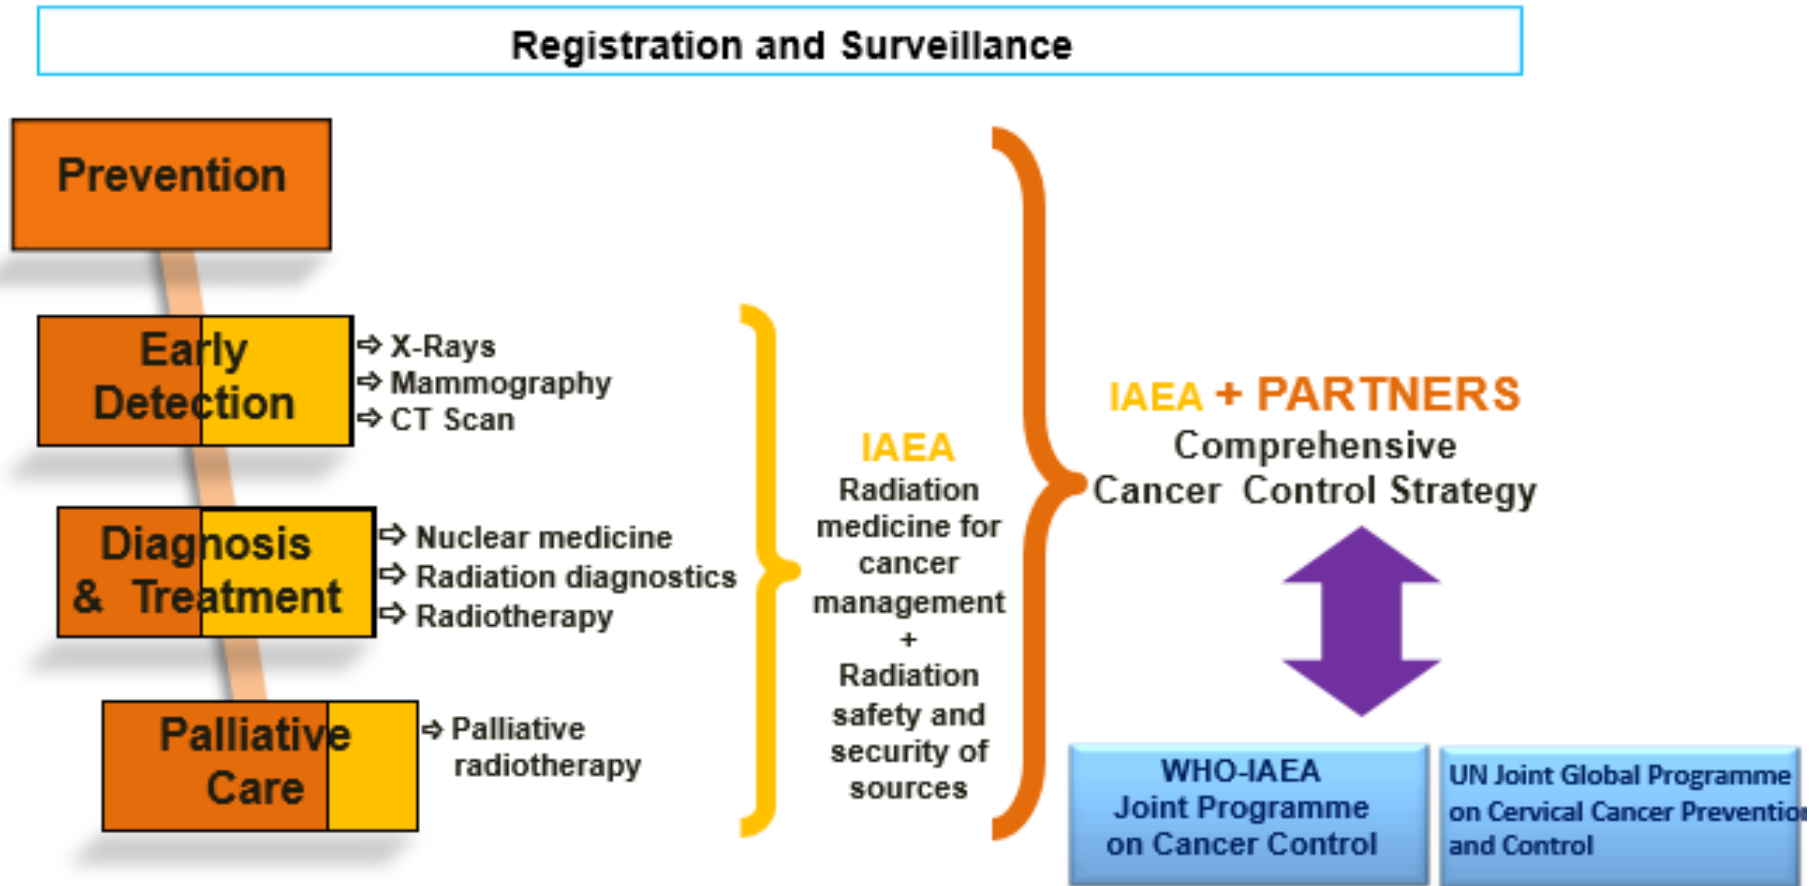 Registration and Surveillance
Prevention
Early
Detection
⇨ X-Rays
⇨ Mammography
⇨ CT Scan
Diagnosis
& Treatment
⇨ Nuclear medicine
⇨ Radiation diagnostics
⇨ Radiotherapy
Palliative
Care
⇨ Palliative
radiotherapy
IAEA
Radiation
medicine for
cancer
management
+
Radiation
safety and
security of
sources
IAEA + PARTNERS
Comprehensive
Cancer Control Strategy
WHO-IAEA
Joint Programme
on Cancer Control
UN Joint Global Programme
on Cervical Cancer Prevention
and Control